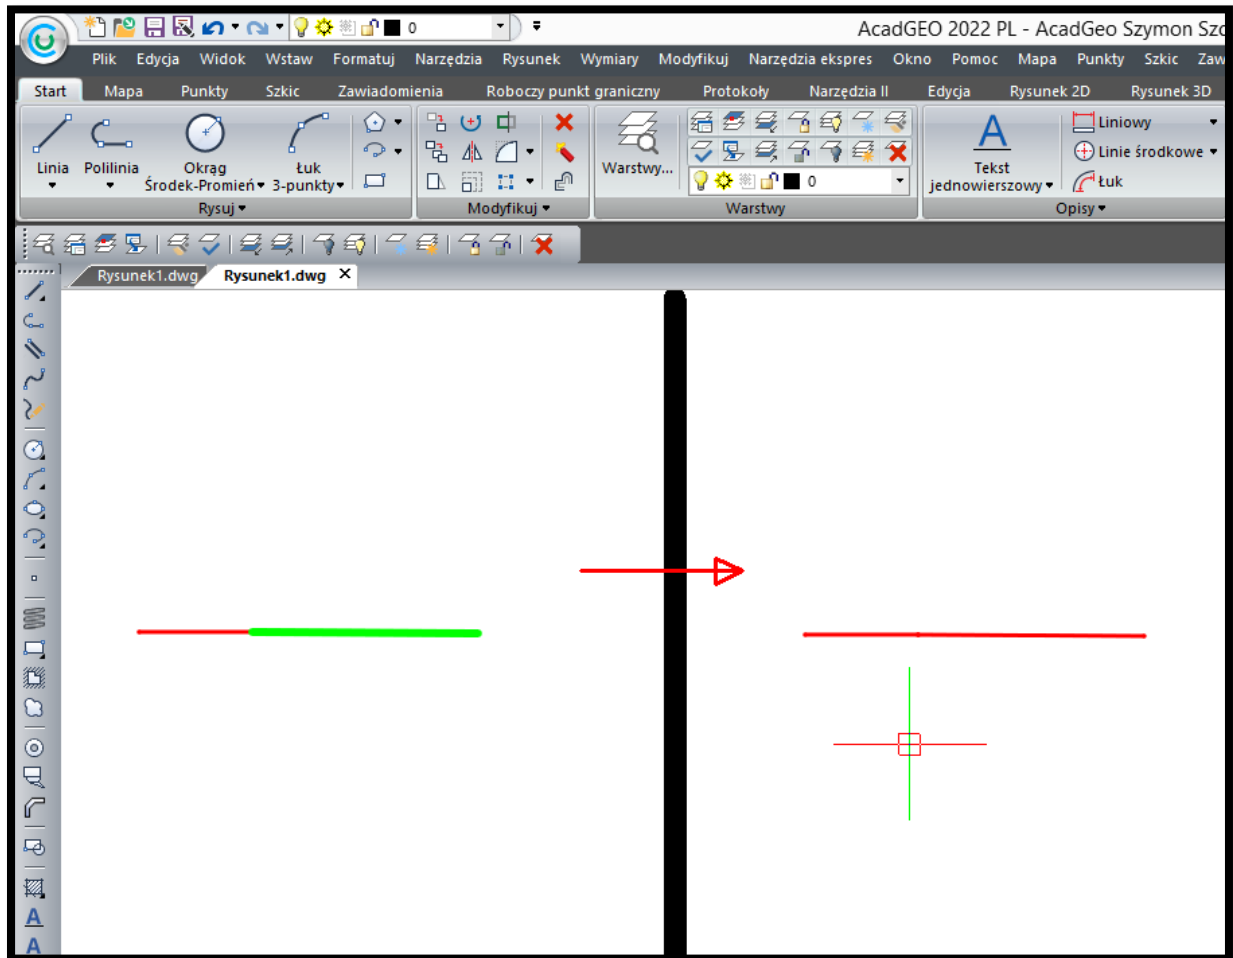 0
AcadGEO 2022 PL - AcadGeo Szymon Szc
Plik Edycja Widok Wstaw Formatuj Narzędzia Rysunek Wymiary Modyfikuj Narzędzia ekspres Okno Pomoc Mapa Punkty Szkic Zaw
Start Mapa Punkty Szkic Zawiadomienia Roboczy punkt graniczny Protokoły Narzędzia II Edycja Rysunek 2D Rysunek 3D
Linia
Polilinia
Okrąg
Środek-Promień
Łuk
3-punkty
Rysuj
Modyfikuj
Warstwy...
0
Warstwy
A
Tekst
jednowierszowy
Liniowy
Linie środkowe
Łuk
Opisy
Rysunek1.dwg Rysunek1.dwg
A
A